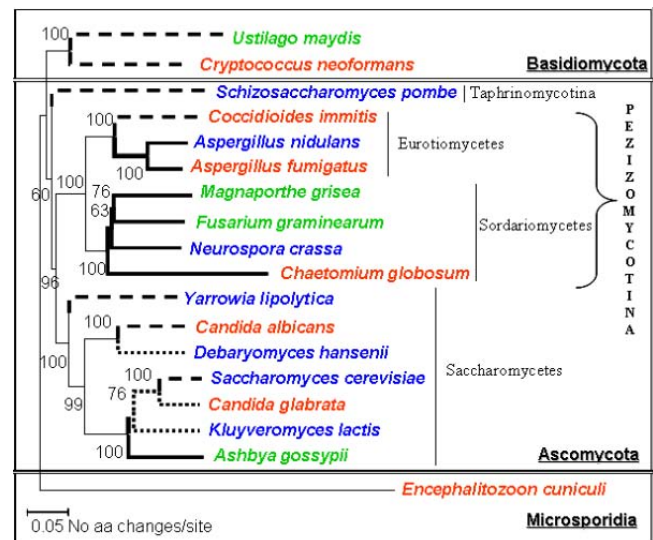 100
Ustilago maydis
Cryptococcus neoformans
Basidiomycota
Schizosaccharomyces pombe
Taphrinomycotina
Coccidioides immitis
100
Aspergillus nidulans
Eurotiomycetes
100
Aspergillus fumigatus
60
100
76
Magnaporthe grisea
63
Fusarium graminearum
Sordariomycetes
Neurospora crassa
100
Chaetomium globosum
PEZIZOMYCOTINA
96
Yarrowia lipolytica
100
Candida albicans
100
Debaryomyces hansenii
100
Saccharomyces cerevisiae
Saccharomycetes
76
99
Candida glabrata
Kluyveromyces lactis
100
Ashbya gossypii
Ascomycota
Encephalitozoon cuniculi
0.05 No aa changes/site
Microsporidia